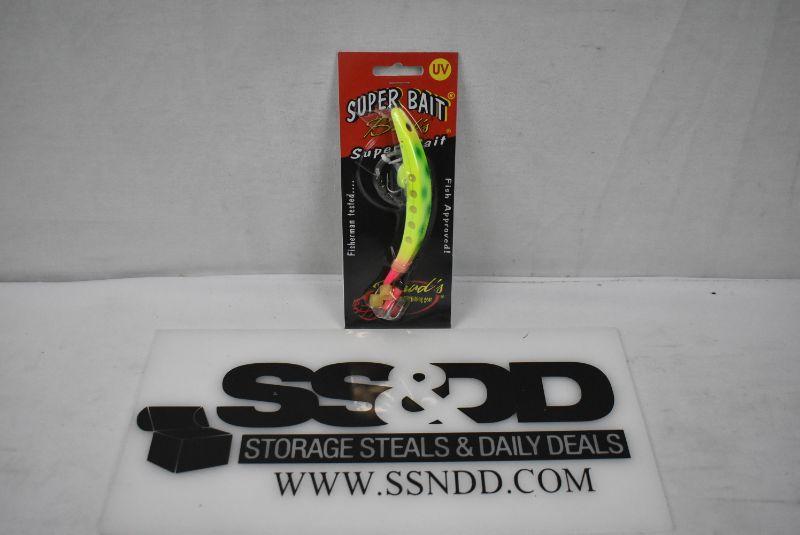 UV
SUPER BAIT®
Super Bait
Fisherman tested....
Fish Approved!
SS&DD
STORAGE STEALS & DAILY DEALS
WWW.SSNDD.COM